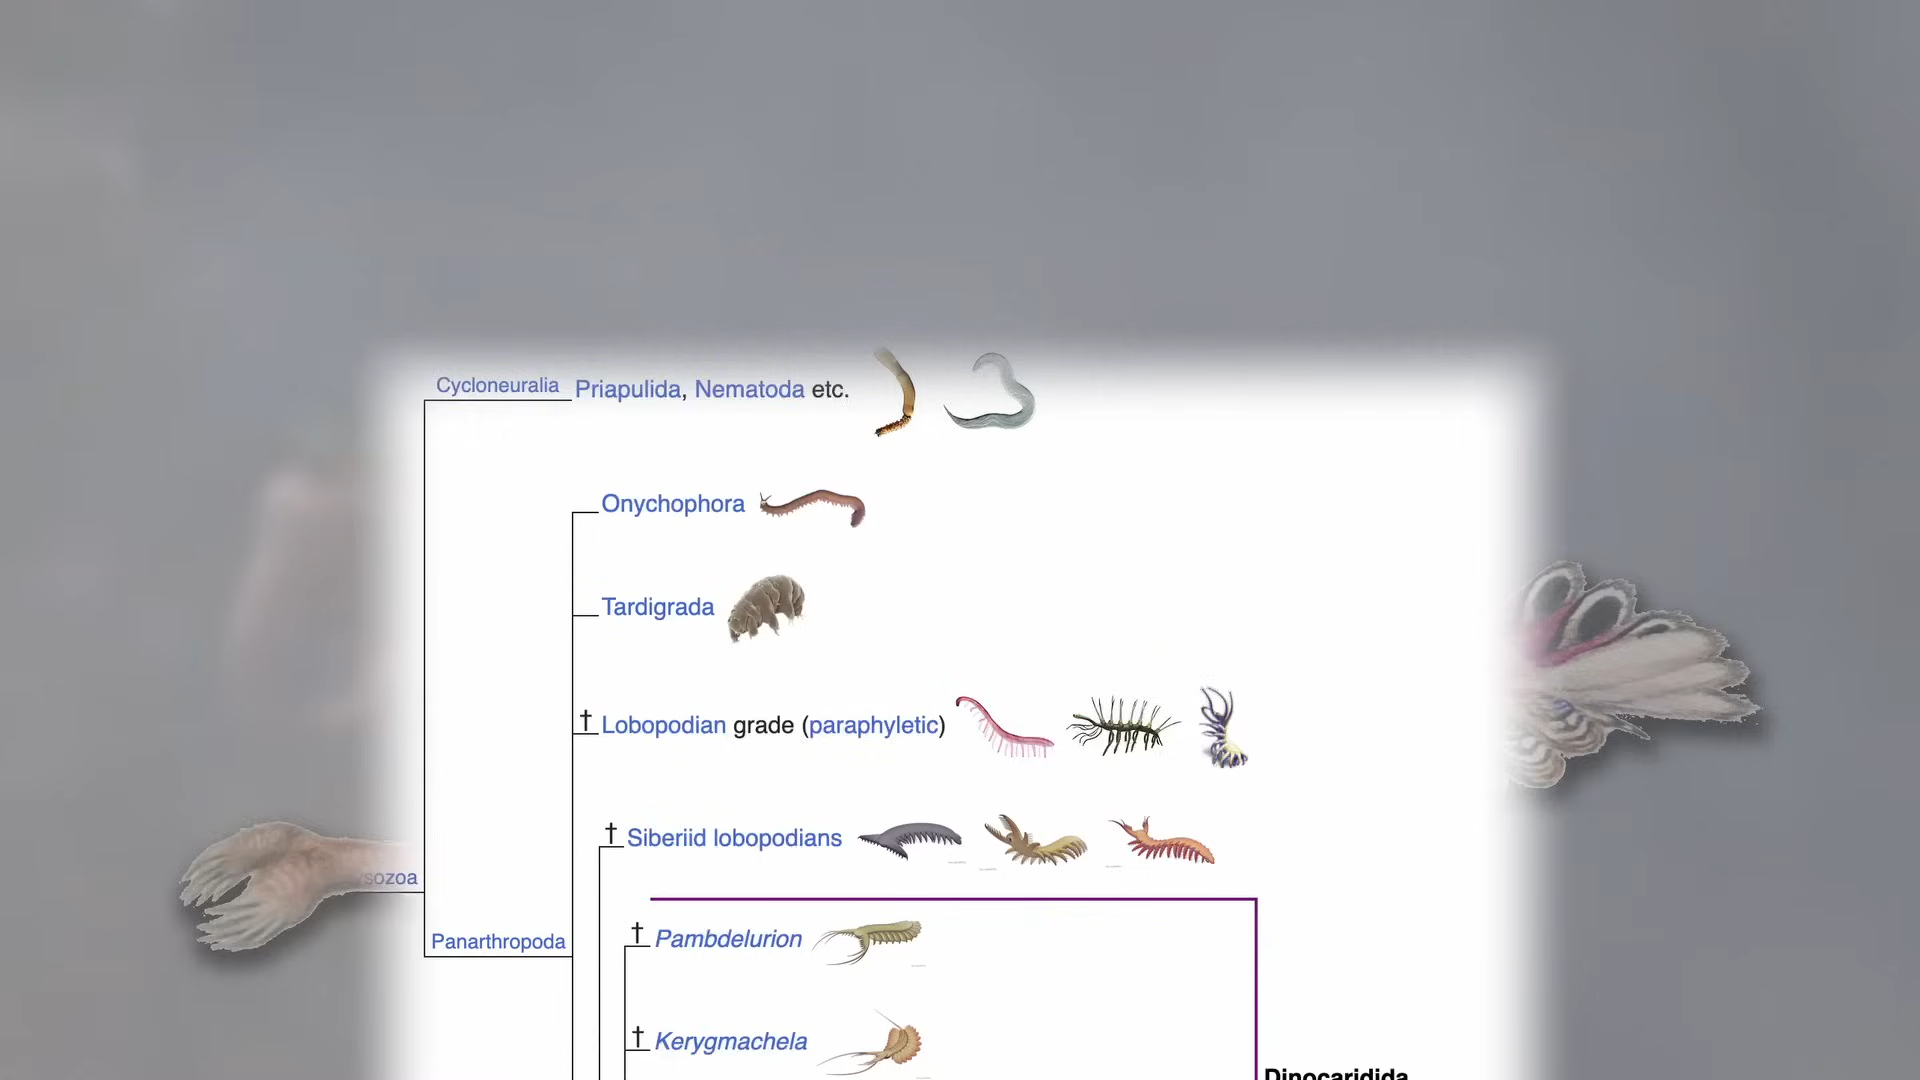 Cycloneuralia Priapulida, Nematoda etc.
Onychophora
Tardigrada
† Lobopodian grade (paraphyletic)
† Siberiid lobopodians
sozoa
Panarthropoda
† Pambdelurion
† Kerygmachela
Dinocaridida